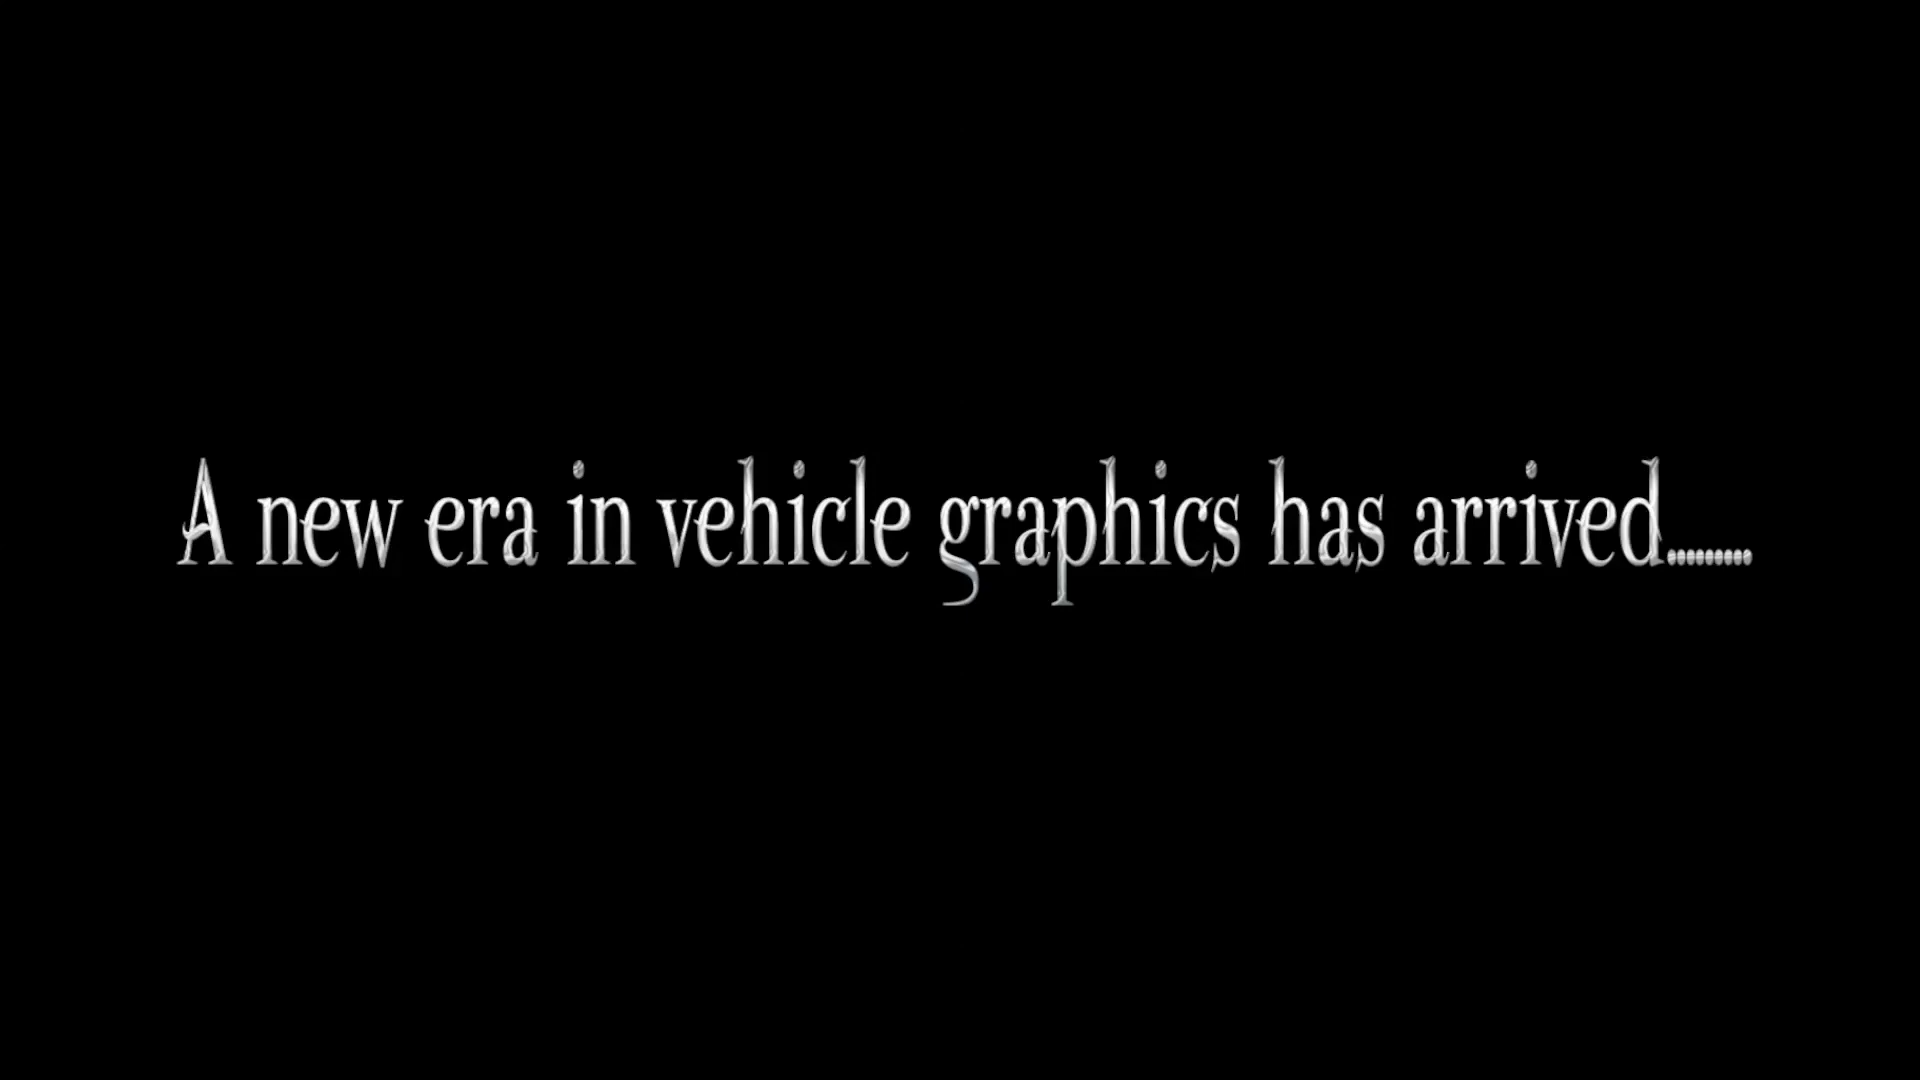 A new era in vehicle graphics has arrived.........